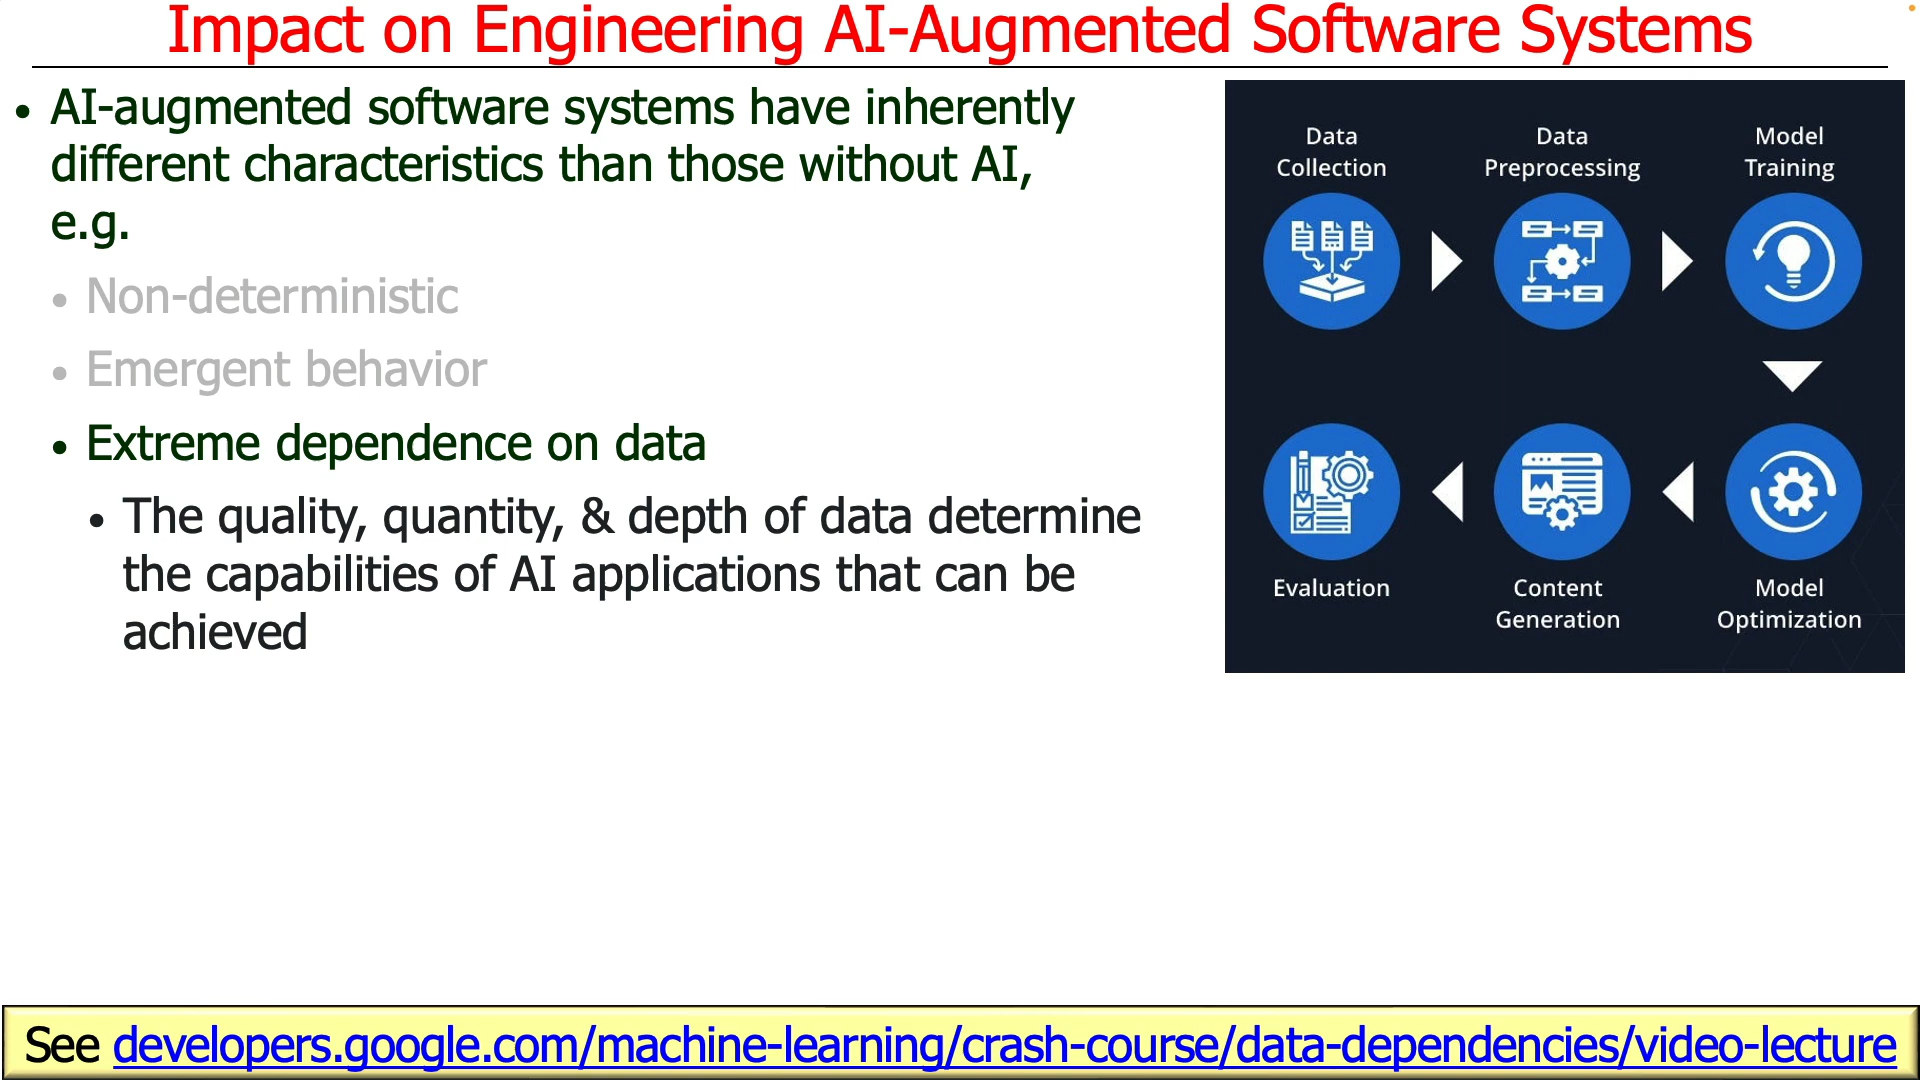 Impact on Engineering AI-Augmented Software Systems
• AI-augmented software systems have inherently
different characteristics than those without AI,
e.g.
• Non-deterministic
• Emergent behavior
• Extreme dependence on data
• The quality, quantity, & depth of data determine
the capabilities of AI applications that can be
achieved
Data
Collection
Data
Preprocessing
Model
Training
Evaluation
Content
Generation
Model
Optimization
See developers.google.com/machine-learning/crash-course/data-dependencies/video-lecture